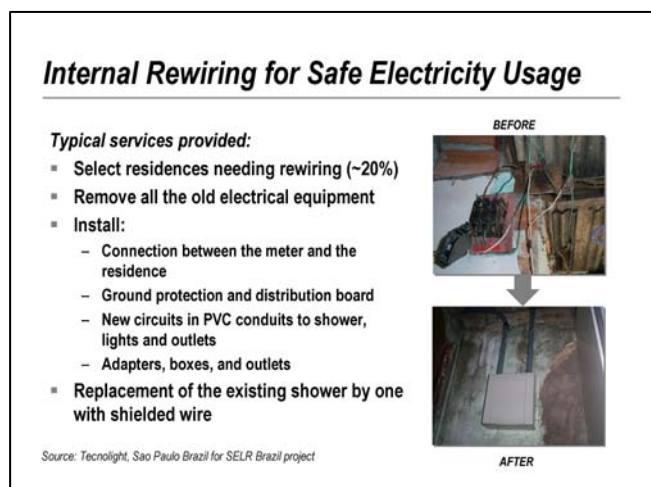 Internal Rewiring for Safe Electricity Usage
Typical services provided:
▪ Select residences needing rewiring (~20%)
▪ Remove all the old electrical equipment
▪ Install:
– Connection between the meter and the
residence
– Ground protection and distribution board
– New circuits in PVC conduits to shower,
lights and outlets
– Adapters, boxes, and outlets
▪ Replacement of the existing shower by one
with shielded wire
BEFORE
AFTER
Source: Tecnolight, Sao Paulo Brazil for SELR Brazil project